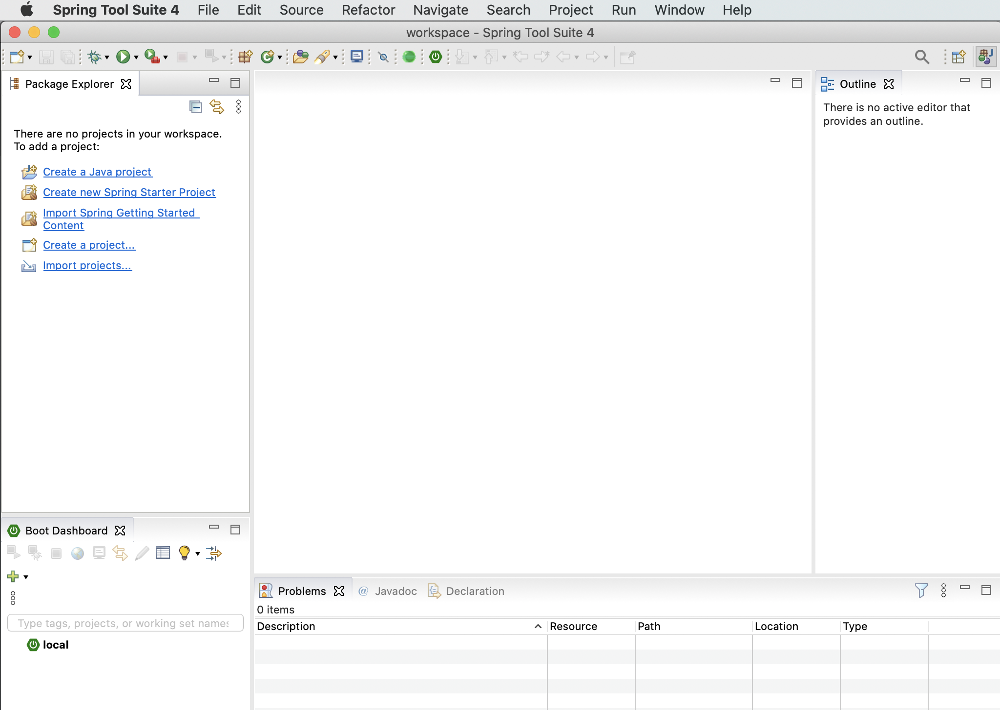 Spring Tool Suite 4 File Edit Source Refactor Navigate Search Project Run Window Help
workspace - Spring Tool Suite 4
Package Explorer
There are no projects in your workspace.
To add a project:
Create a Java project
Create new Spring Starter Project
Import Spring Getting Started
Content
Create a project...
Import projects...
Outline
There is no active editor that
provides an outline.
Boot Dashboard
Type tags, projects, or working set names
local
Problems @ Javadoc Declaration
0 items
Description Resource Path Location Type